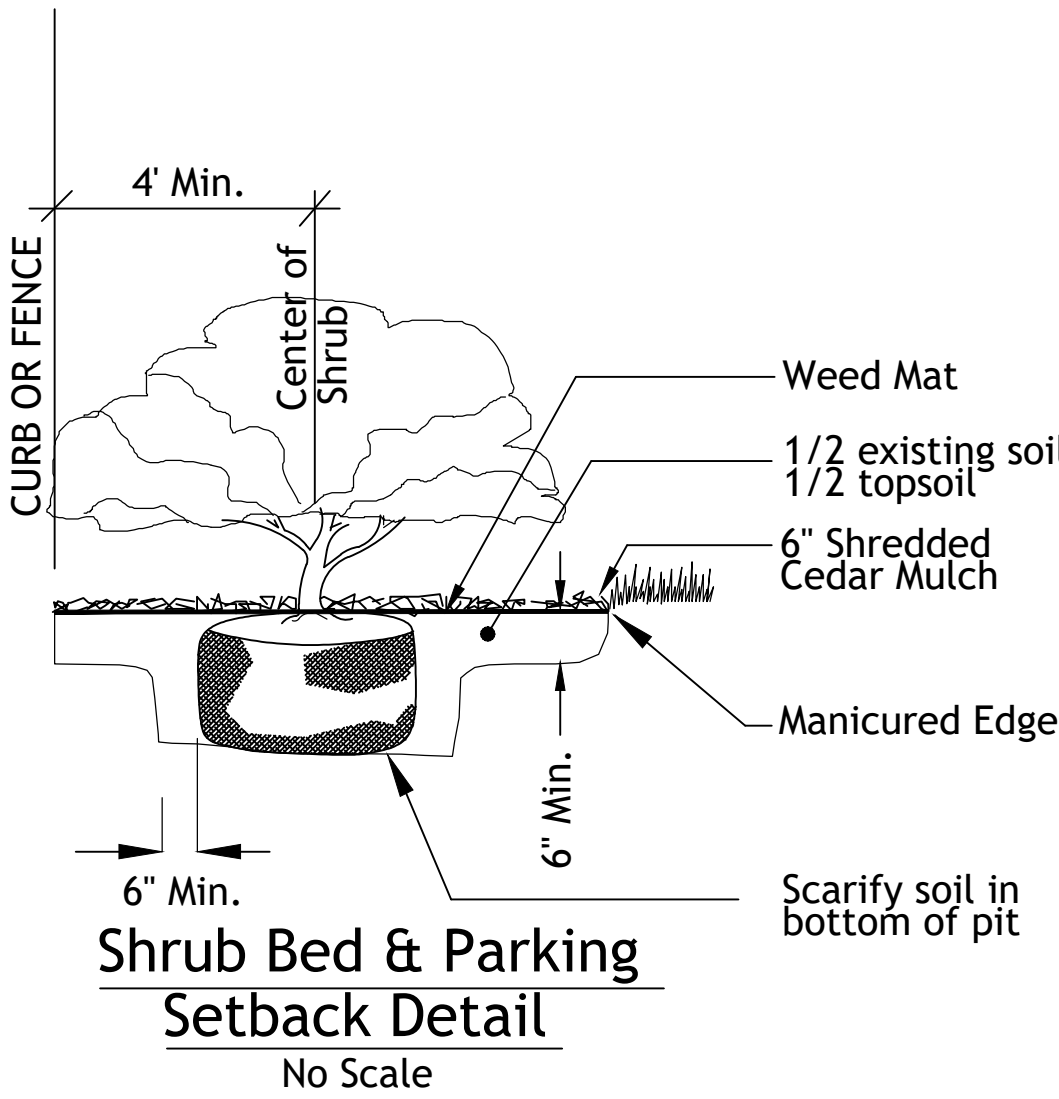 4' Min.
CURB OR FENCE
Center of
Shrub
Weed Mat
1/2 existing soil
1/2 topsoil
6" Shredded
Cedar Mulch
Manicured Edge
6" Min.
6" Min.
Scarify soil in
bottom of pit
Shrub Bed & Parking
Setback Detail
No Scale